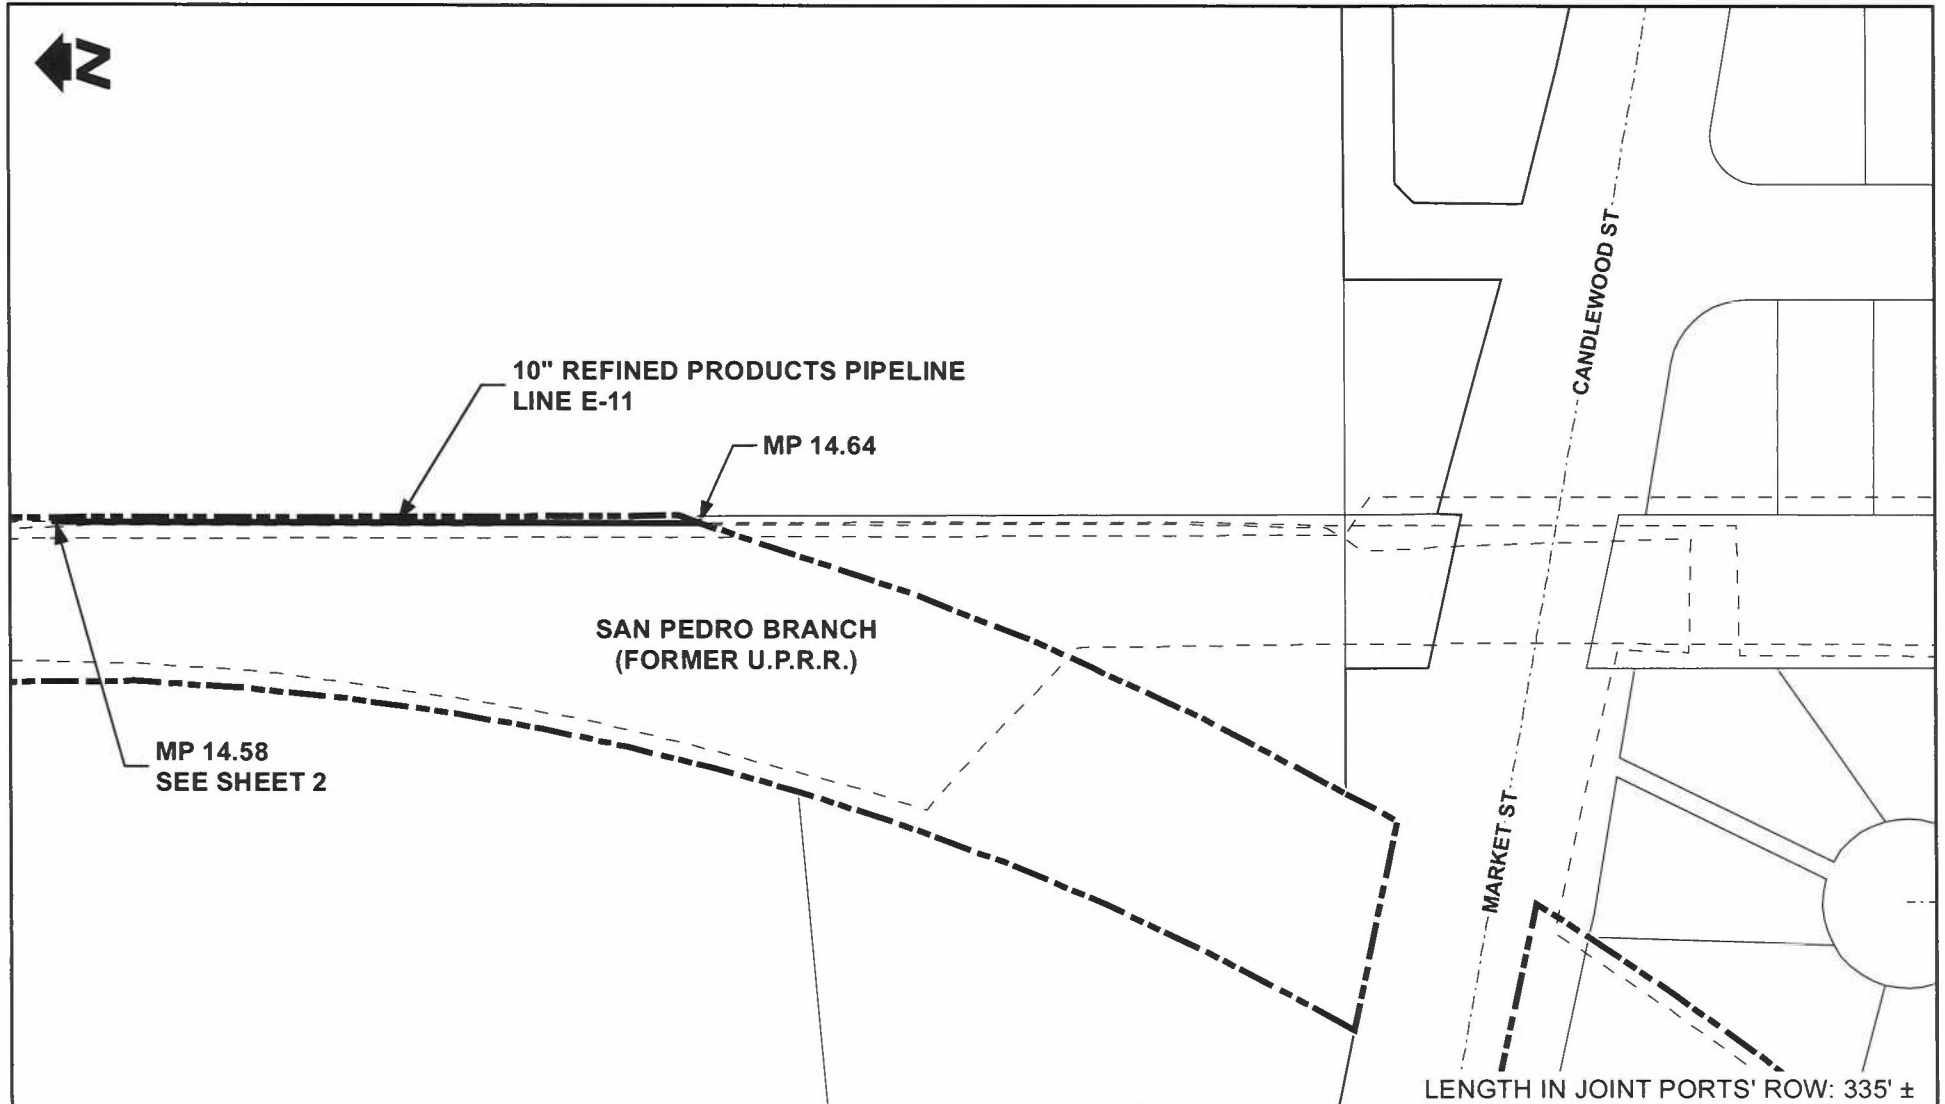 N
CANDLEWOOD ST
10" REFINED PRODUCTS PIPELINE
LINE E-11
MP 14.64
SAN PEDRO BRANCH
(FORMER U.P.R.R.)
MP 14.58
SEE SHEET 2
MARKET ST
LENGTH IN JOINT PORTS' ROW: 335' ±